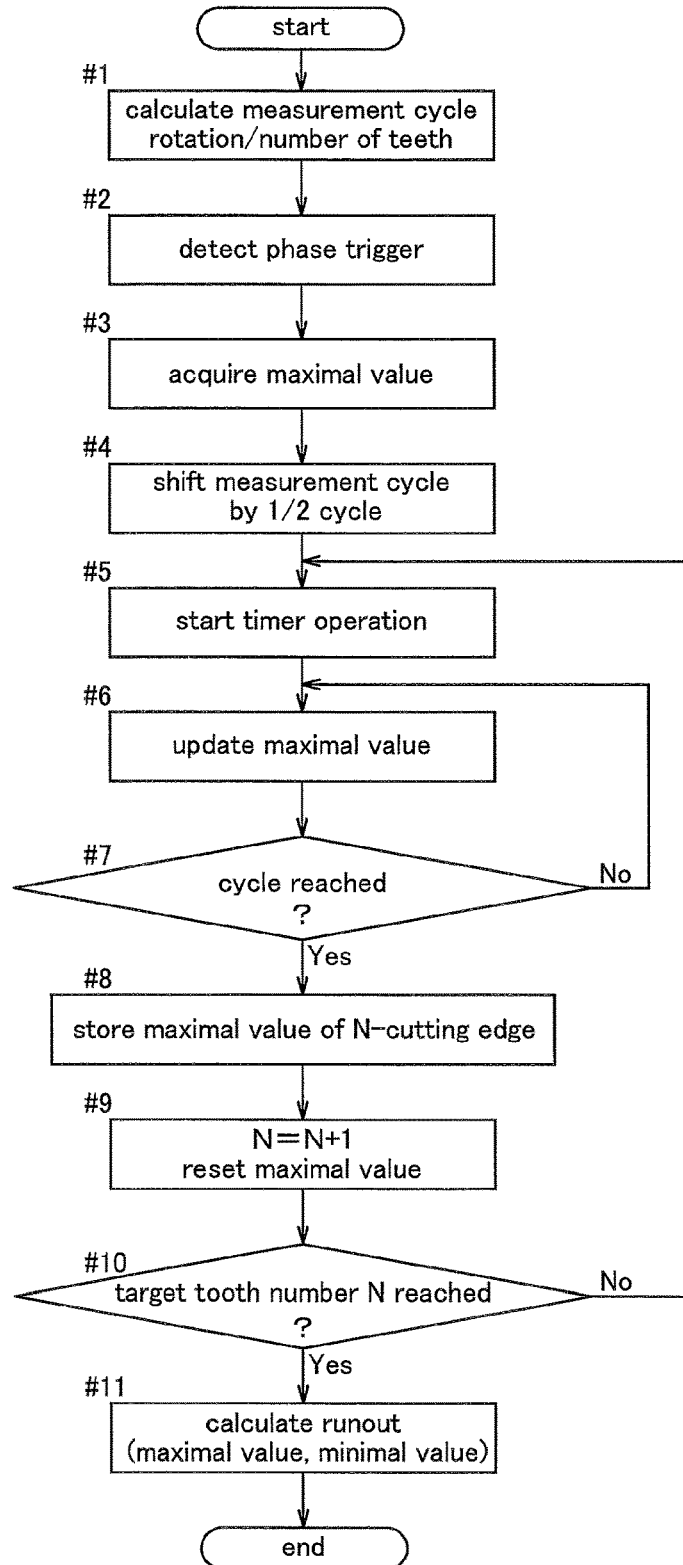 start
#1
calculate measurement cycle
rotation/number of teeth
#2
detect phase trigger
#3
acquire maximal value
#4
shift measurement cycle
by 1/2 cycle
#5
start timer operation
#6
update maximal value
#7
cycle reached
?
No
Yes
#8
store maximal value of N-cutting edge
#9
N=N+1
reset maximal value
#10
target tooth number N reached
?
No
Yes
#11
calculate runout
(maximal value, minimal value)
end